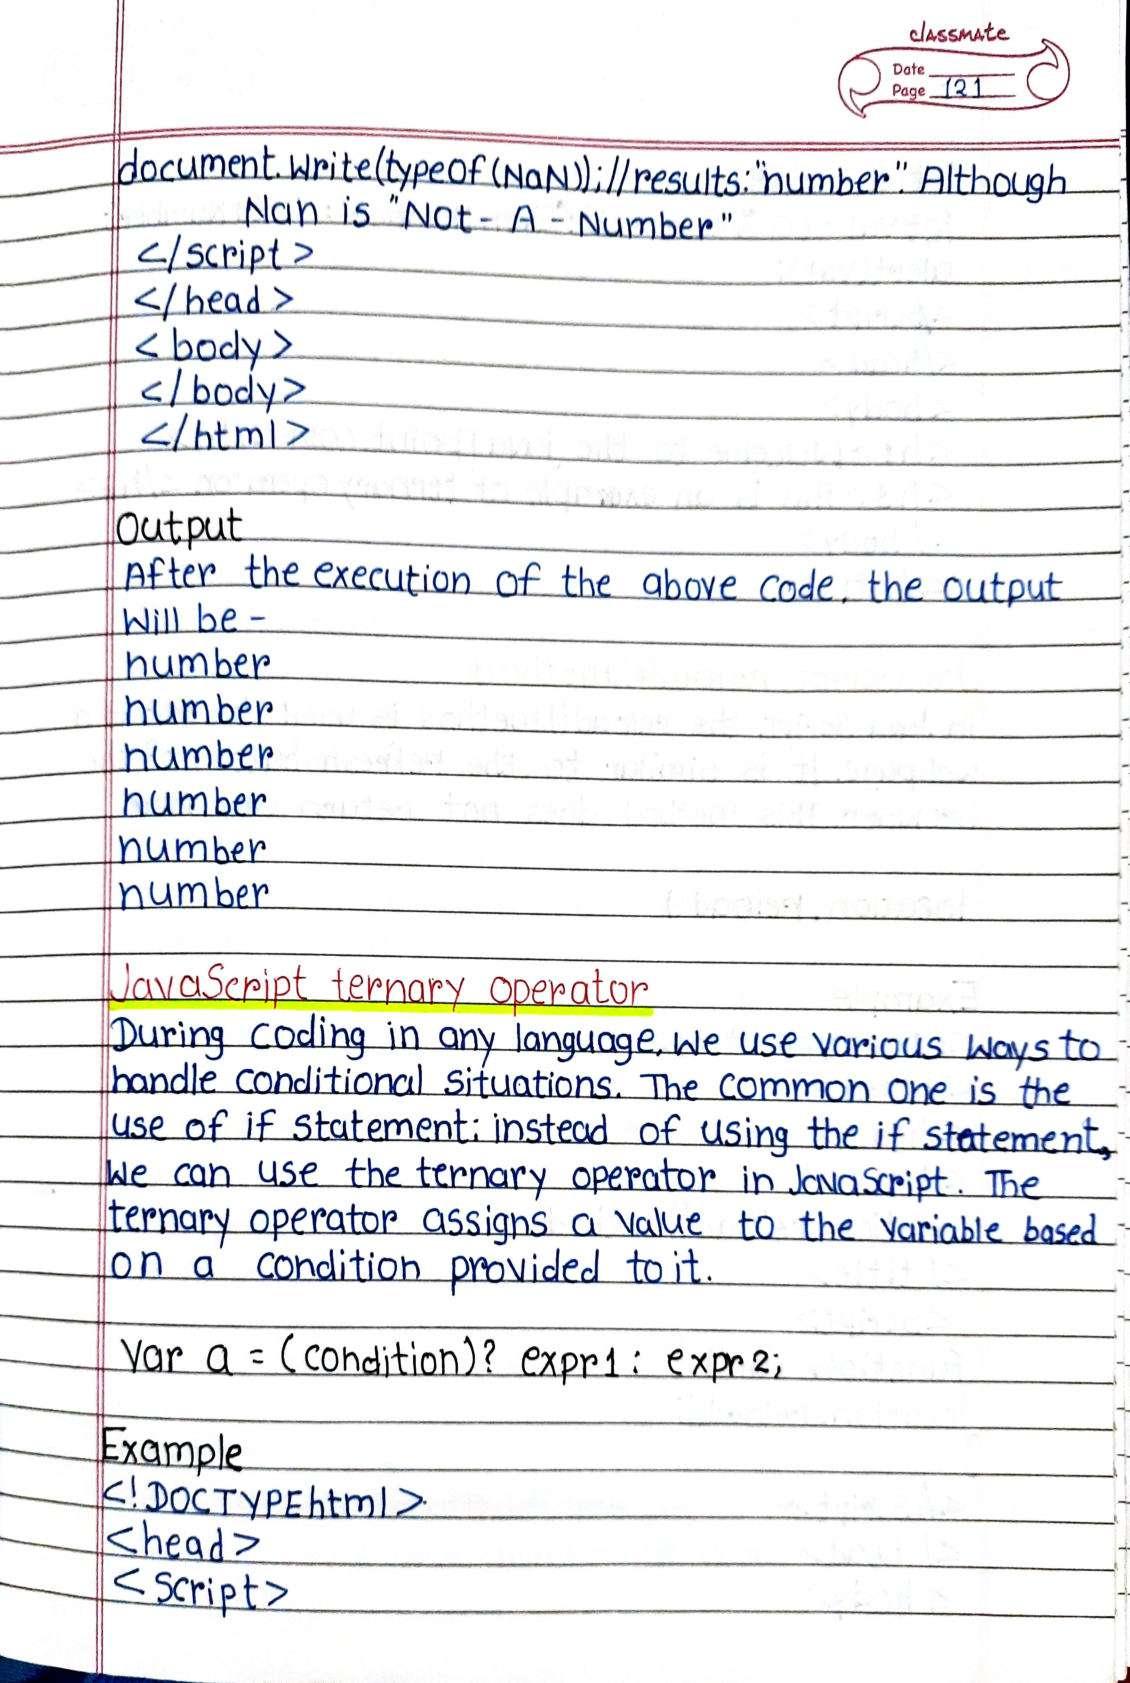 classmate
Date
Page 121
document.write(typeof(NaN));//results:"number". Although
Nan is "Not-A-Number"
</script>
</head>
<body>
</body>
</html>
Output
After the execution of the above code, the output
will be -
number
number
number
number
number
number
JavaScript ternary operator
During coding in any language, we use various ways to
handle conditional situations. The common one is the
use of if statement; instead of using the if statement,
we can use the ternary operator in JavaScript. The
ternary operator assigns a value to the variable based
on a condition provided to it.
Var a = (condition)? expr1 : expr2;
Example
<!DOCTYPEhtml>
<head>
<script>